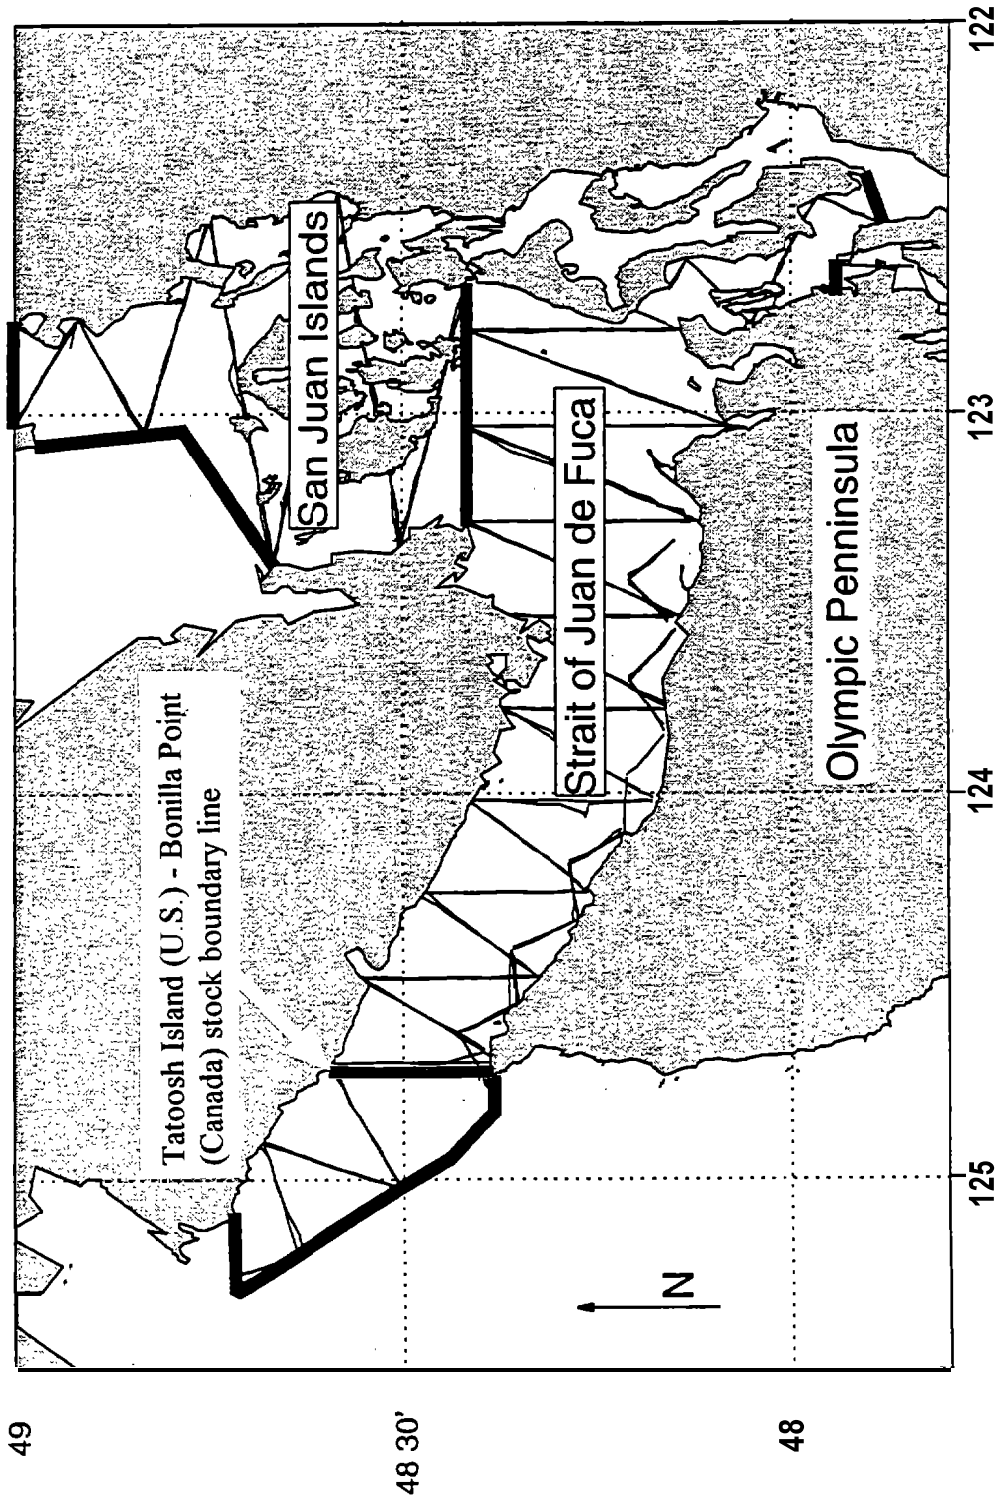 Tatoosh Island (U.S.) - Bonilla Point
(Canada) stock boundary line
San Juan Islands
Strait of Juan de Fuca
Olympic Penninsula
N
49
48 30'
48
125
124
123
122